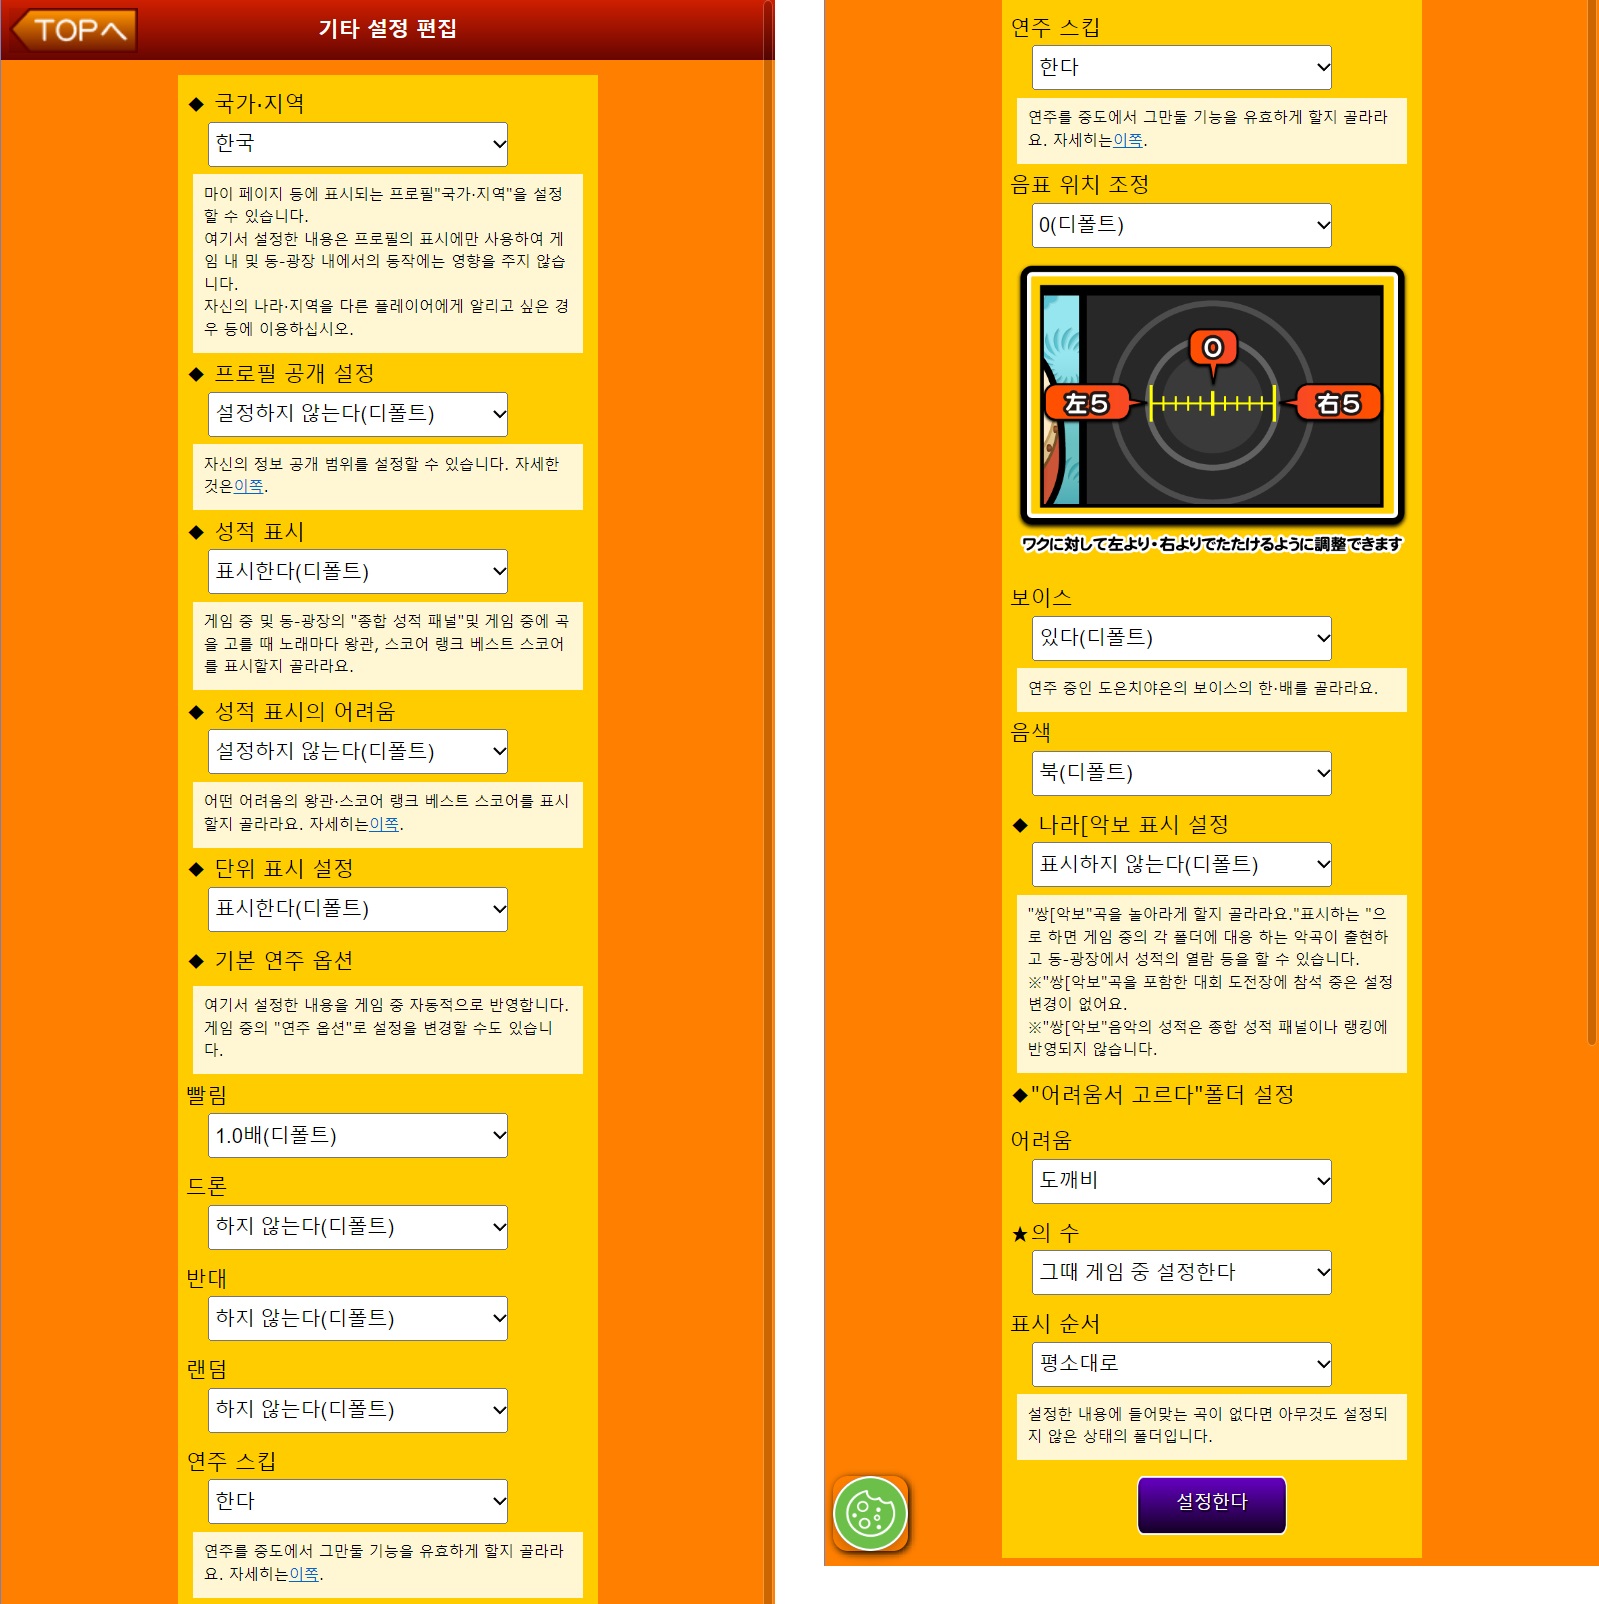 TOPへ
기타 설정 편집
◆ 국가·지역
한국
마이 페이지 등에 표시되는 프로필"국가·지역"을 설정
할 수 있습니다.
여기서 설정한 내용은 프로필의 표시에만 사용하여 게
임 내 및 동-광장 내에서의 동작에는 영향을 주지 않습
니다.
자신의 나라·지역을 다른 플레이어에게 알리고 싶은 경
우 등에 이용하십시오.
◆ 프로필 공개 설정
설정하지 않는다(디폴트)
자신의 정보 공개 범위를 설정할 수 있습니다. 자세한
것은이쪽.
◆ 성적 표시
표시한다(디폴트)
게임 중 및 동-광장의 "종합 성적 패널"및 게임 중에 곡
을 고를 때 노래마다 왕관, 스코어 랭크 베스트 스코어
를 표시할지 골라라요.
◆ 성적 표시의 어려움
설정하지 않는다(디폴트)
어떤 어려움의 왕관·스코어 랭크 베스트 스코어를 표시
할지 골라라요. 자세히는이쪽.
◆ 단위 표시 설정
표시한다(디폴트)
◆ 기본 연주 옵션
여기서 설정한 내용을 게임 중 자동적으로 반영합니다.
게임 중의 "연주 옵션"로 설정을 변경할 수도 있습니
다.
빨림
1.0배(디폴트)
드론
하지 않는다(디폴트)
반대
하지 않는다(디폴트)
랜덤
하지 않는다(디폴트)
연주 스킵
한다
연주를 중도에서 그만둘 기능을 유효하게 할지 골라라
요. 자세히는이쪽.
연주 스킵
한다
연주를 중도에서 그만둘 기능을 유효하게 할지 골라라
요. 자세히는이쪽.
음표 위치 조정
0(디폴트)
0
左5
右5
ワクに対して左より・右よりでたたけるように調整できます
보이스
있다(디폴트)
연주 중인 도은치야은의 보이스의 한·배를 골라라요.
음색
북(디폴트)
◆ 나라[악보 표시 설정
표시하지 않는다(디폴트)
"쌍[악보"곡을 놀아라게 할지 골라라요."표시하는 "으
로 하면 게임 중의 각 폴더에 대응 하는 악곡이 출현하
고 동-광장에서 성적의 열람 등을 할 수 있습니다.
※"쌍[악보"곡을 포함한 대회 도전장에 참석 중은 설정
변경이 없어요.
※"쌍[악보"음악의 성적은 종합 성적 패널이나 랭킹에
반영되지 않습니다.
◆"어려움서 고르다"폴더 설정
어려움
도깨비
★의 수
그때 게임 중 설정한다
표시 순서
평소대로
설정한 내용에 들어맞는 곡이 없다면 아무것도 설정되
지 않은 상태의 폴더입니다.
설정한다